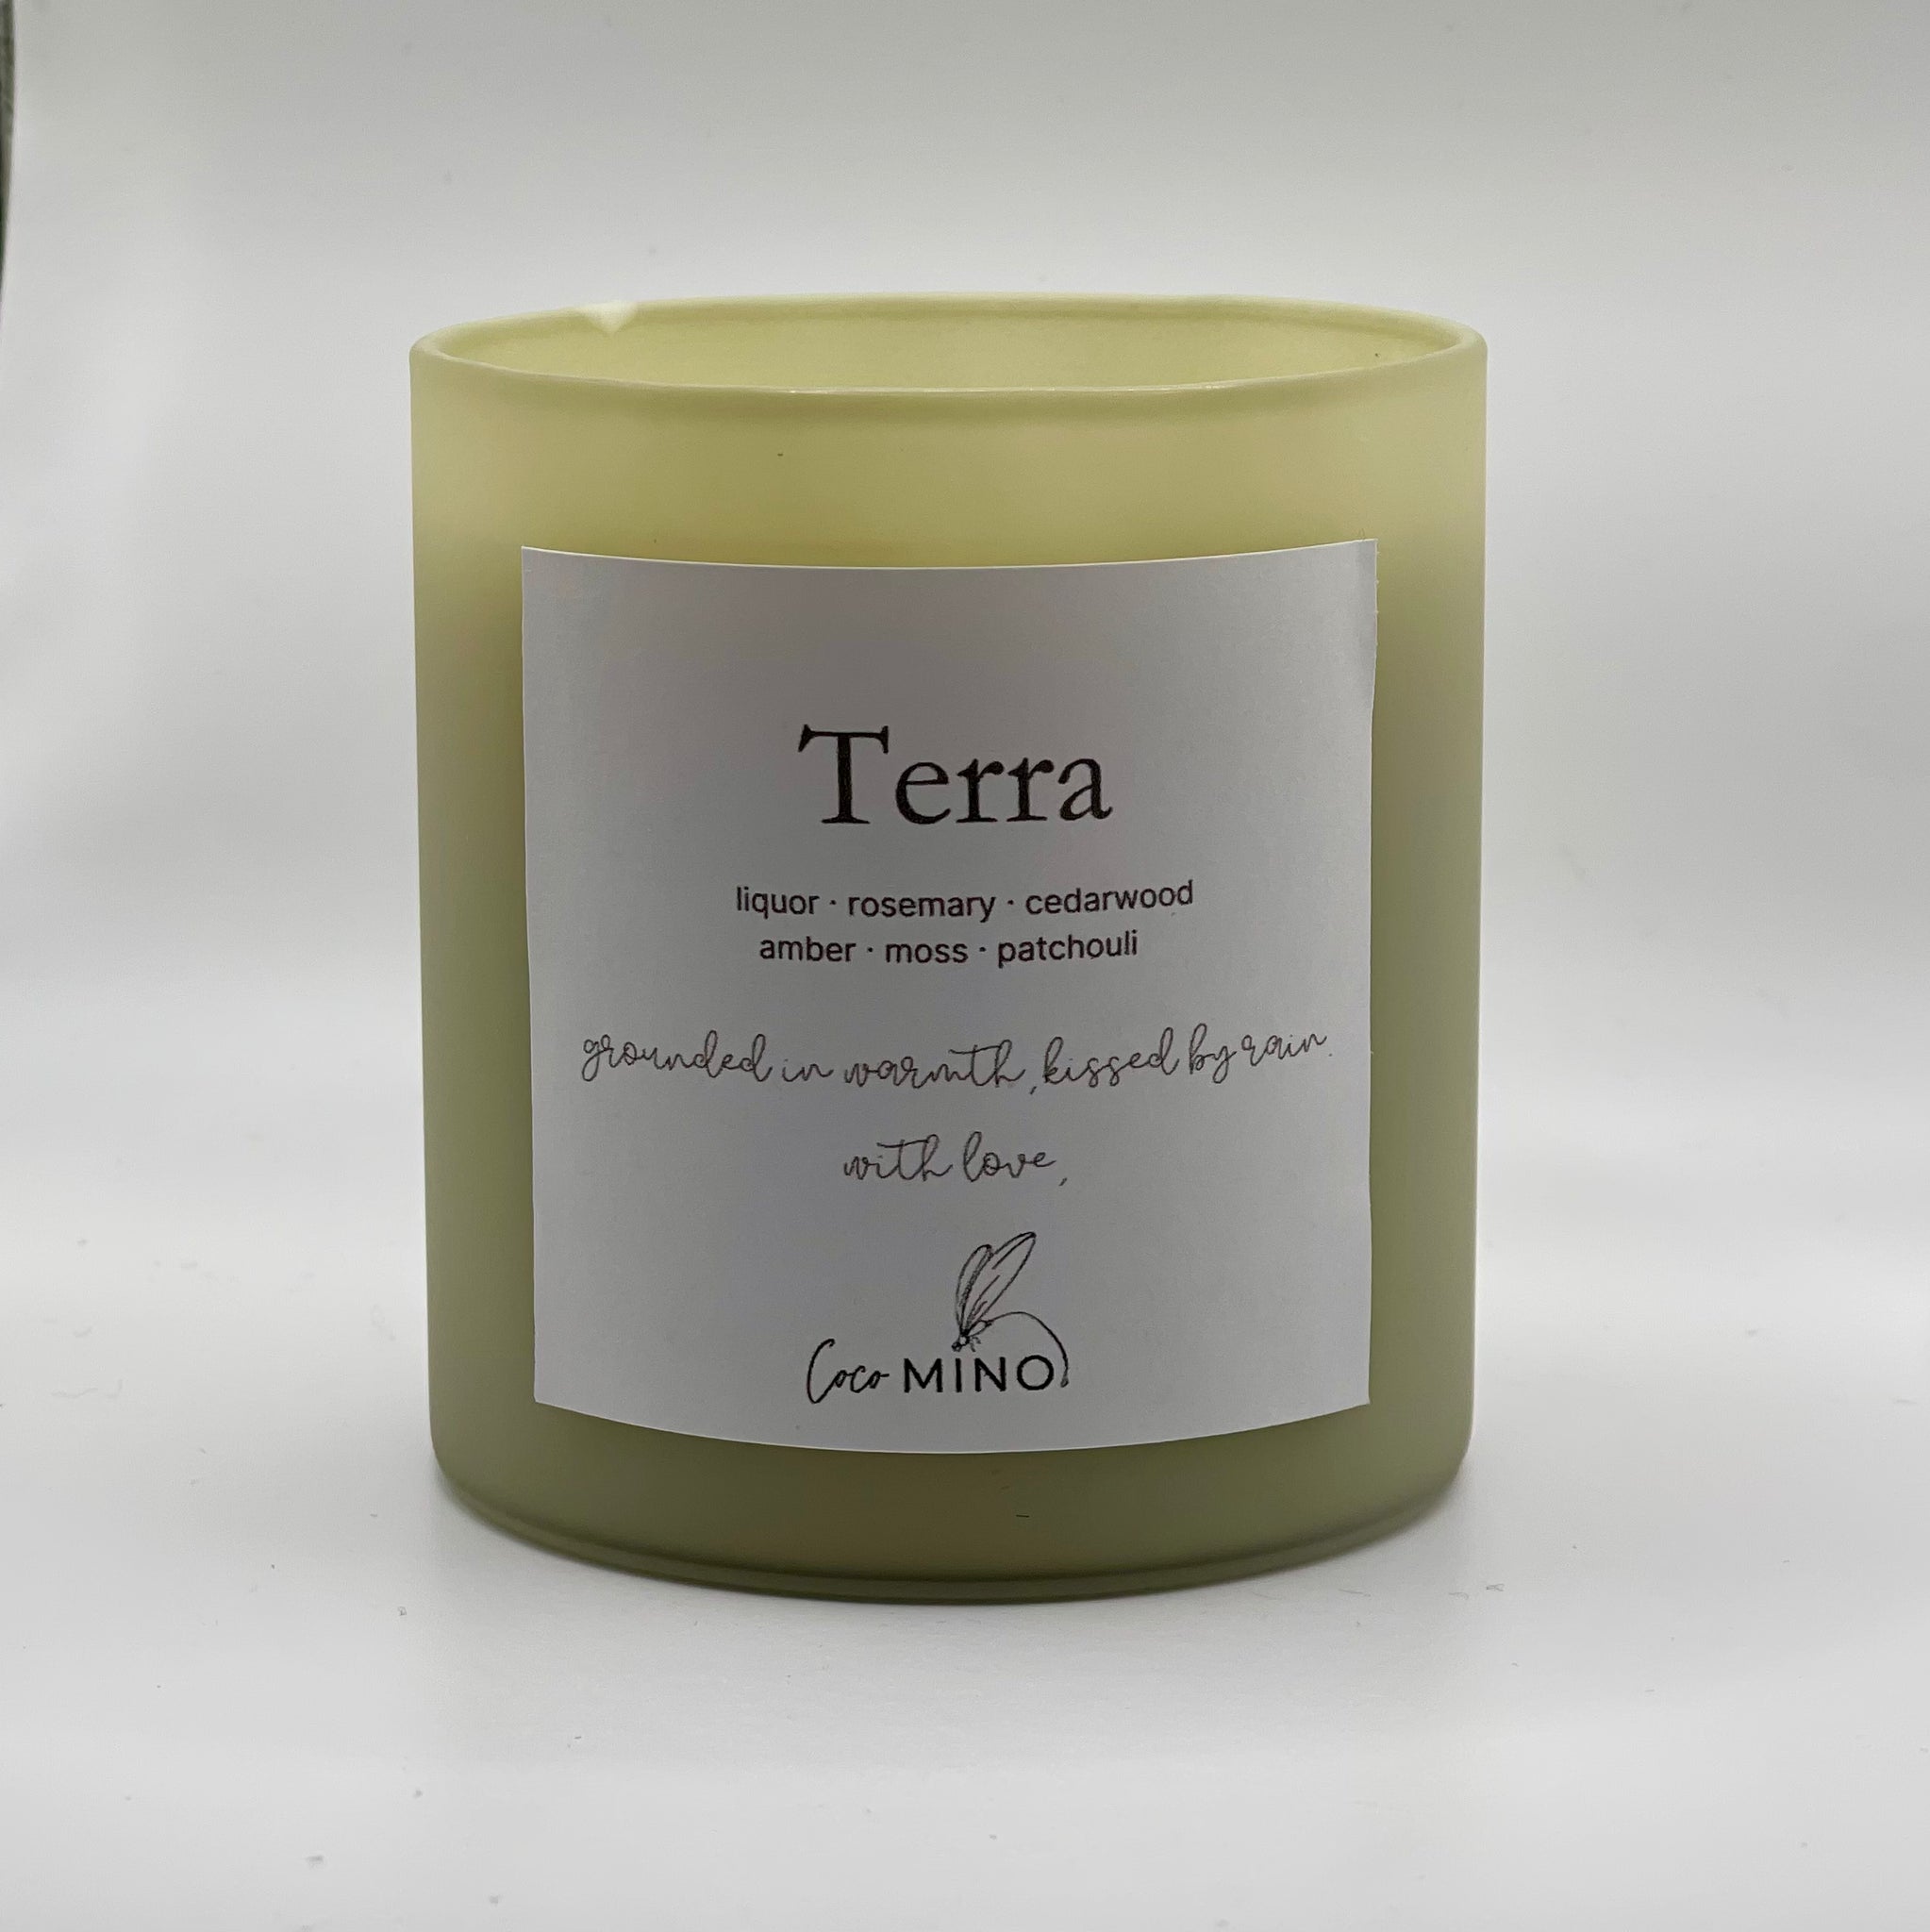 Terra
liquor · rosemary · cedarwood
amber · moss · patchouli
grounded in warmth, kissed by rain.
with love,
Coco MINO